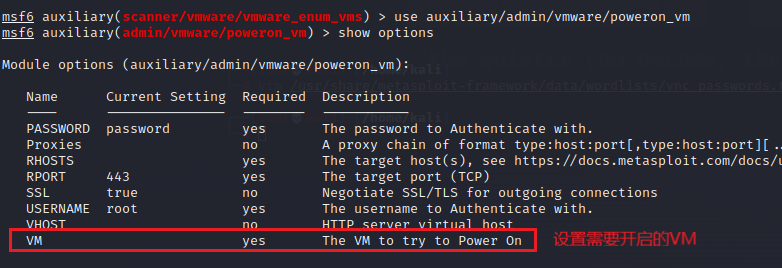 msf6 auxiliary(scanner/vmware/vmware_enum_vms) > use auxiliary/admin/vmware/poweron_vm
msf6 auxiliary(admin/vmware/poweron_vm) > show options
Module options (auxiliary/admin/vmware/poweron_vm):
Name Current Setting Required Description
PASSWORD password yes The password to Authenticate with.
Proxies no A proxy chain of format type:host:port[,type:host:port][...
RHOSTS yes The target host(s), see https://docs.metasploit.com/docs/u
RPORT 443 yes The target port (TCP)
SSL true no Negotiate SSL/TLS for outgoing connections
USERNAME root yes The username to Authenticate with.
VHOST no HTTP server virtual host
VM yes The VM to try to Power On 设置需要开启的VM